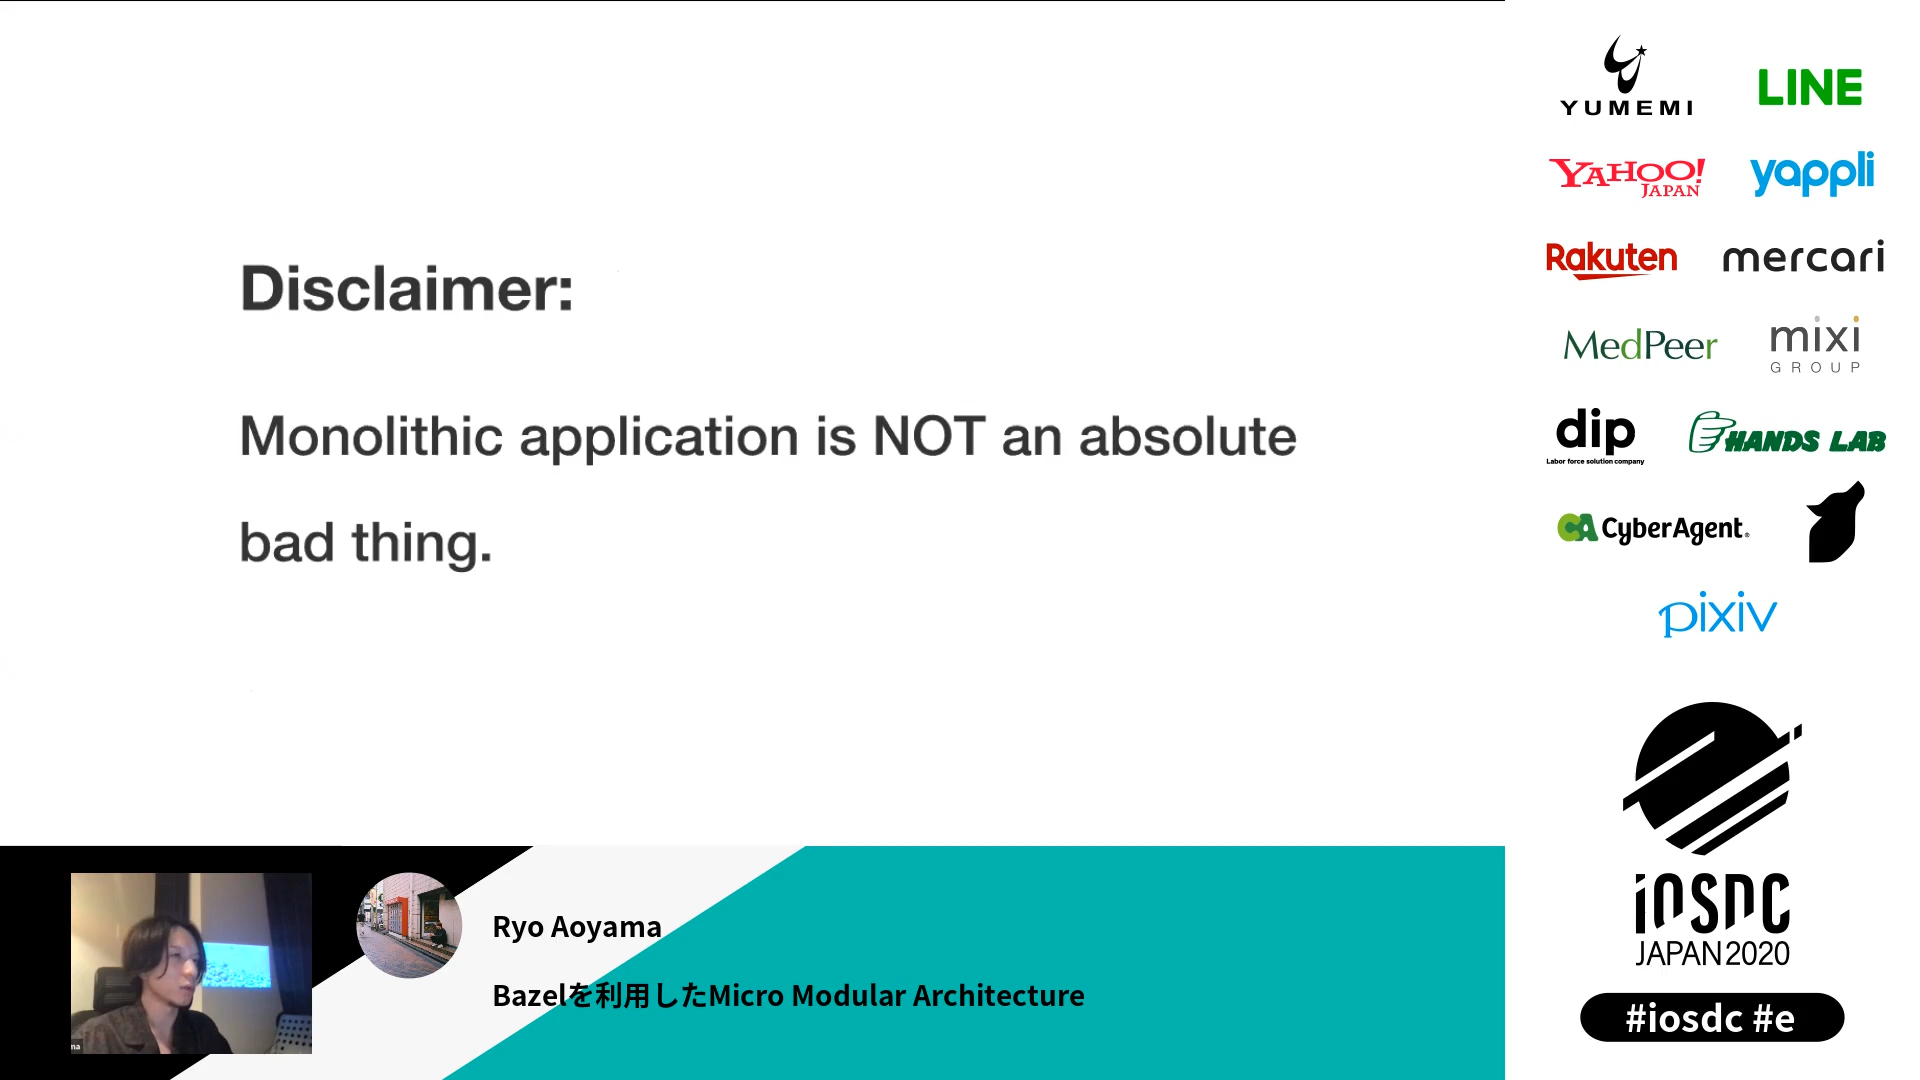 Disclaimer:
Monolithic application is NOT an absolute
bad thing.
Ryo Aoyama
Bazelを利用したMicro Modular Architecture
YUMEMI
LINE
YAHOO!
JAPAN
yappli
Rakuten
mercari
MedPeer
mixi
GROUP
dip
Labor force solution company
HANDS LAB
CA CyberAgent.
pixiv
iOSDC
JAPAN 2020
#iosdc #e